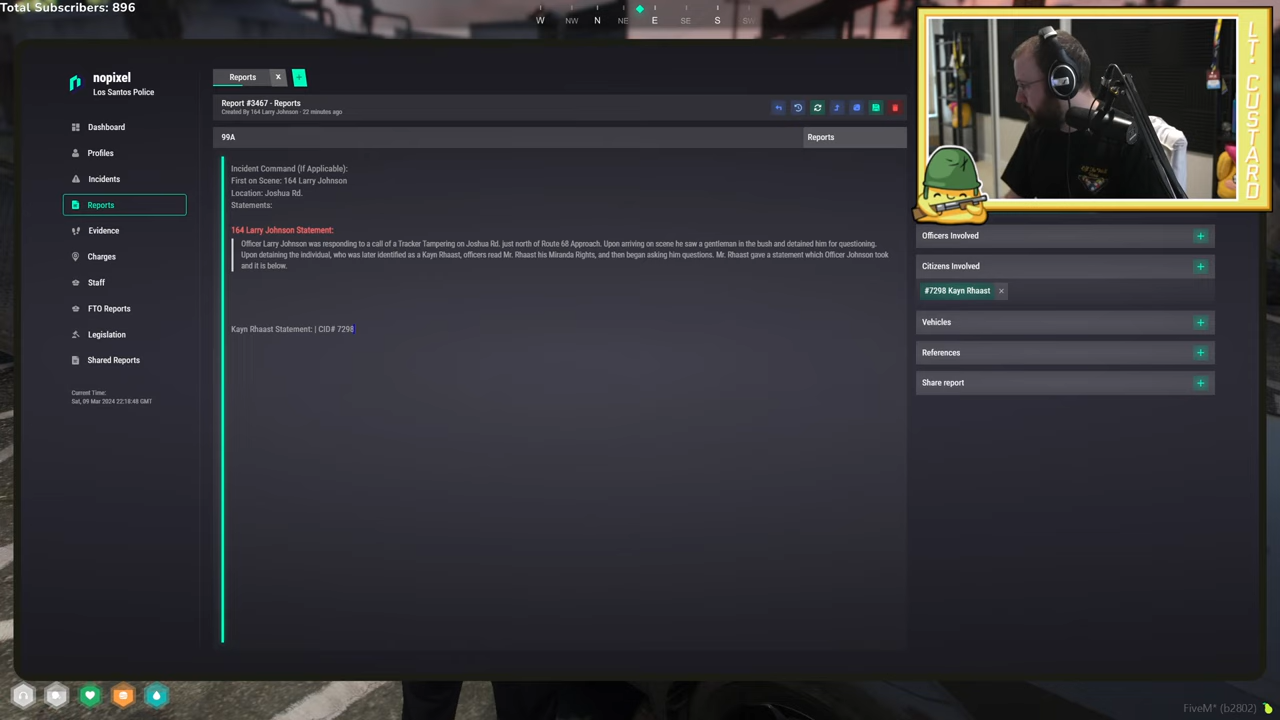 Total Subscribers: 896
W NW N NE E SE S SW
LT. CUSTARD
nopixel
Los Santos Police
Dashboard
Profiles
Incidents
Reports
Evidence
Charges
Staff
FTO Reports
Legislation
Shared Reports
Current Time:
Sat, 09 Mar 2024 22:18:48 GMT
Reports X +
Report #3467 - Reports
Created By 164 Larry Johnson - 22 minutes ago
99A
Reports
Incident Command (If Applicable):
First on Scene: 164 Larry Johnson
Location: Joshua Rd.
Statements:
164 Larry Johnson Statement:
Officer Larry Johnson was responding to a call of a Tracker Tampering on Joshua Rd. just north of Route 68 Approach. Upon arriving on scene he saw a gentleman in the bush and detained him for questioning.
Upon detaining the individual, who was later identified as a Kayn Rhaast, officers read Mr. Rhaast his Miranda Rights, and then began asking him questions. Mr. Rhaast gave a statement which Officer Johnson took
and it is below.
Kayn Rhaast Statement: | CID# 7298
Officers Involved +
Citizens Involved +
#7298 Kayn Rhaast ×
Vehicles +
References +
Share report +
FiveM* (b2802)